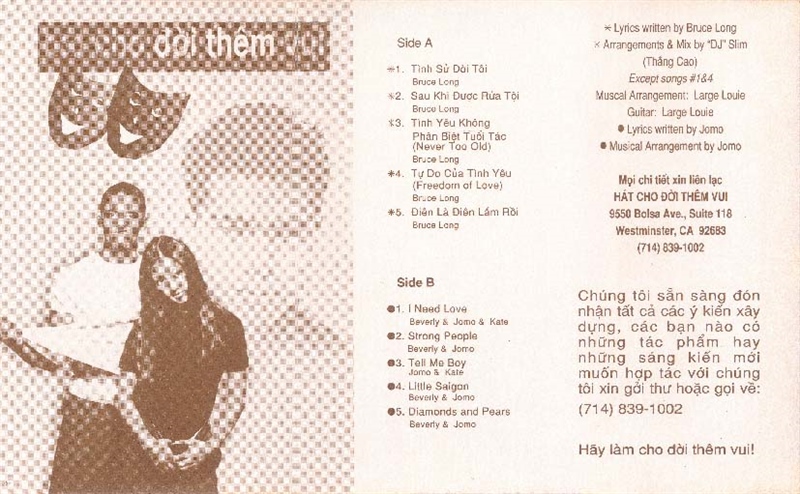 hát cho đời thêm vui
Side A
*1. Tình Sử Đời Tôi
Bruce Long
*2. Sau Khi Được Rửa Tội
Bruce Long
*3. Tình Yêu Không
Phân Biệt Tuổi Tác
(Never Too Old)
Bruce Long
*4. Tự Do Của Tình Yêu
(Freedom of Love)
Bruce Long
*5. Điên Là Điên Lắm Rồi
Bruce Long
Side B
●1. I Need Love
Beverly & Jomo & Kate
●2. Strong People
Beverly & Jomo
●3. Tell Me Boy
Jomo & Kate
●4. Little Saigon
Beverly & Jomo
●5. Diamonds and Pears
Beverly & Jomo
* Lyrics written by Bruce Long
× Arrangements & Mix by "DJ" Slim
(Thắng Cao)
Except songs #1&4
Muscal Arrangement: Large Louie
Guitar: Large Louie
● Lyrics written by Jomo
● Musical Arrangement by Jomo
Mọi chi tiết xin liên lạc
HÁT CHO ĐỜI THÊM VUI
9550 Bolsa Ave., Suite 118
Westminster, CA 92683
(714) 839-1002
Chúng tôi sẵn sàng đón
nhận tất cả các ý kiến xây
dựng, các bạn nào có
những tác phẩm hay
những sáng kiến mới
muốn hợp tác với chúng
tôi xin gởi thư hoặc gọi về:
(714) 839-1002
Hãy làm cho đời thêm vui!